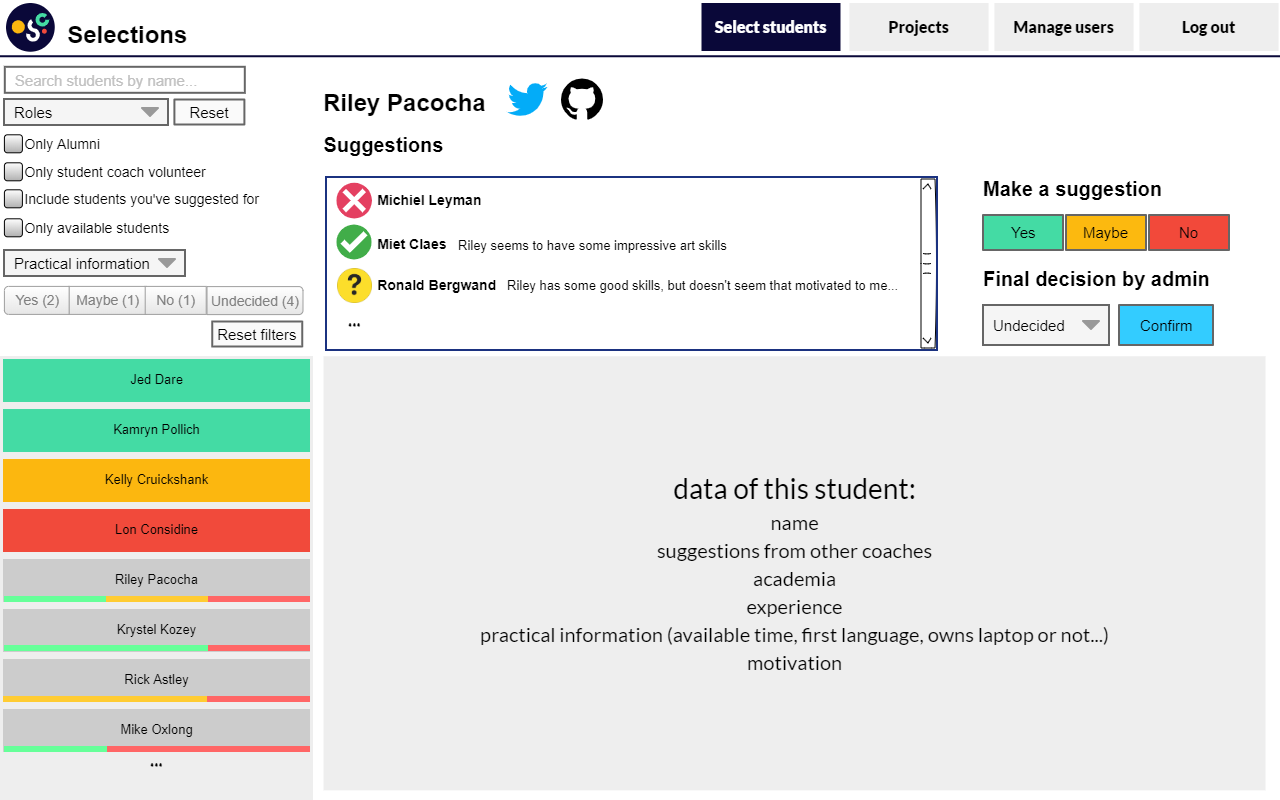 Selections
Select students
Projects
Manage users
Log out
Search students by name...
Roles
Reset
Only Alumni
Only student coach volunteer
Include students you've suggested for
Only available students
Practical information
Yes (2)
Maybe (1)
No (1)
Undecided (4)
Reset filters
Jed Dare
Kamryn Pollich
Kelly Cruickshank
Lon Considine
Riley Pacocha
Krystel Kozey
Rick Astley
Mike Oxlong
...
Riley Pacocha
Suggestions
Michiel Leyman
Miet Claes Riley seems to have some impressive art skills
Ronald Bergwand Riley has some good skills, but doesn't seem that motivated to me...
...
Make a suggestion
Yes
Maybe
No
Final decision by admin
Undecided
Confirm
data of this student:
name
suggestions from other coaches
academia
experience
practical information (available time, first language, owns laptop or not...)
motivation